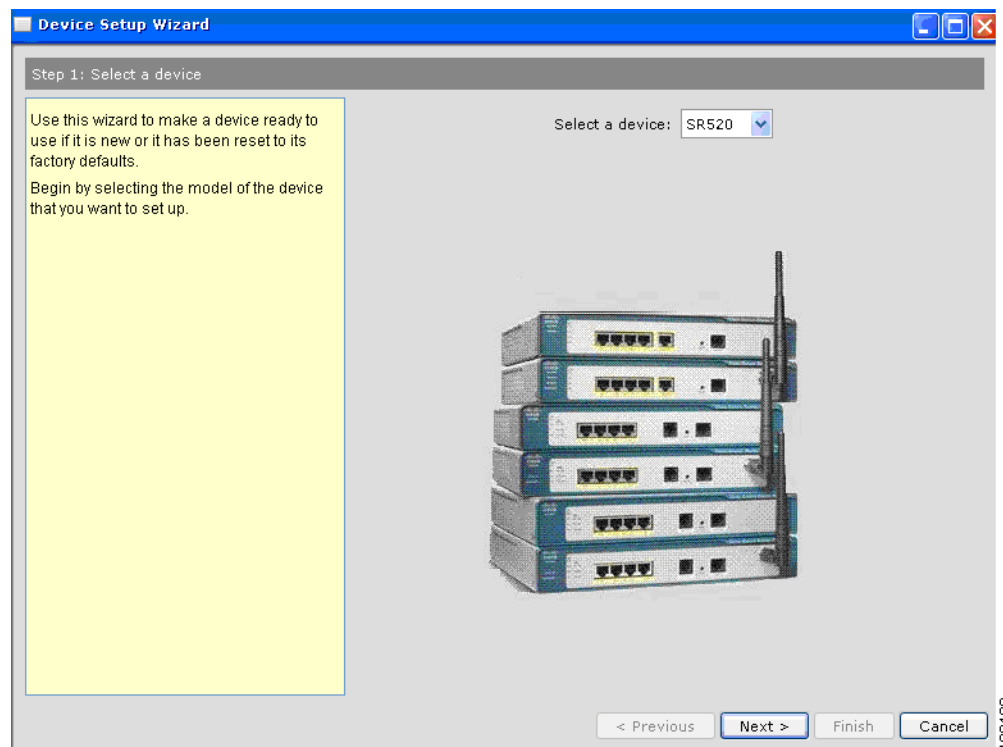 Device Setup Wizard
Step 1: Select a device
Use this wizard to make a device ready to
use if it is new or it has been reset to its
factory defaults.
Begin by selecting the model of the device
that you want to set up.
Select a device: SR520
< Previous
Next >
Finish
Cancel